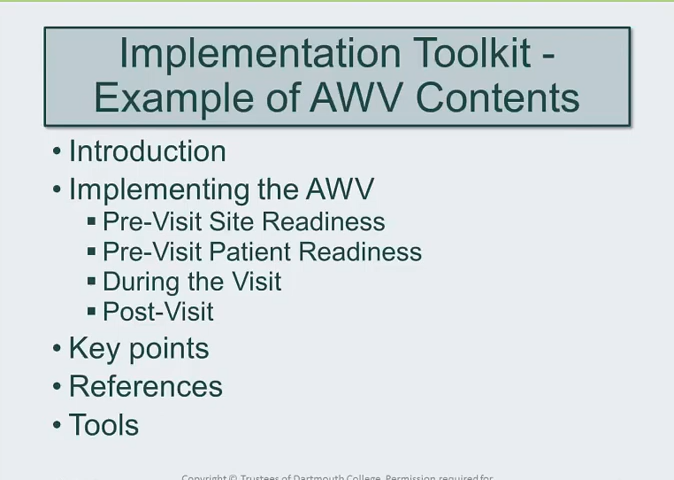 Implementation Toolkit -
Example of AWV Contents
• Introduction
• Implementing the AWV
▪ Pre-Visit Site Readiness
▪ Pre-Visit Patient Readiness
▪ During the Visit
▪ Post-Visit
• Key points
• References
• Tools
Copyright © Trustees of Dartmouth College. Permission required for